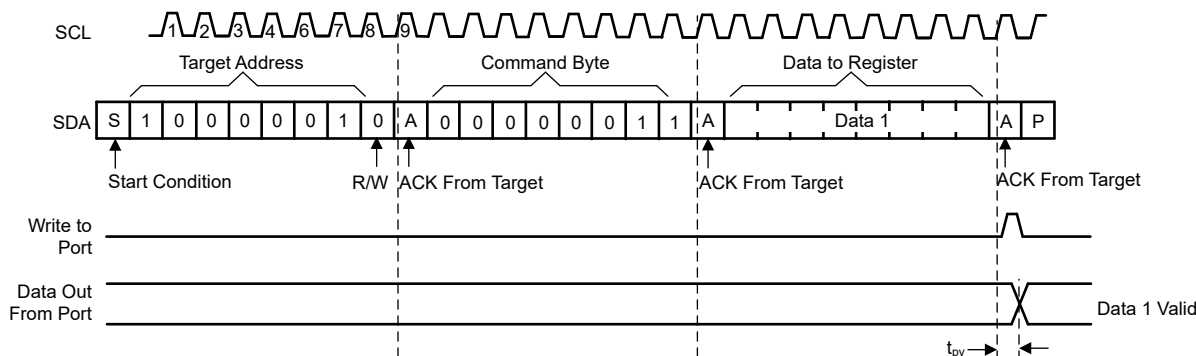 SCL 1 2 3 4 6 7 8 9
Target Address Command Byte Data to Register
SDA S 1 0 0 0 0 0 1 0 A 0 0 0 0 0 0 1 1 A Data 1 A P
Start Condition R/W ACK From Target ACK From Target ACK From Target
Write to
Port
Data Out
From Port
Data 1 Valid
tpv